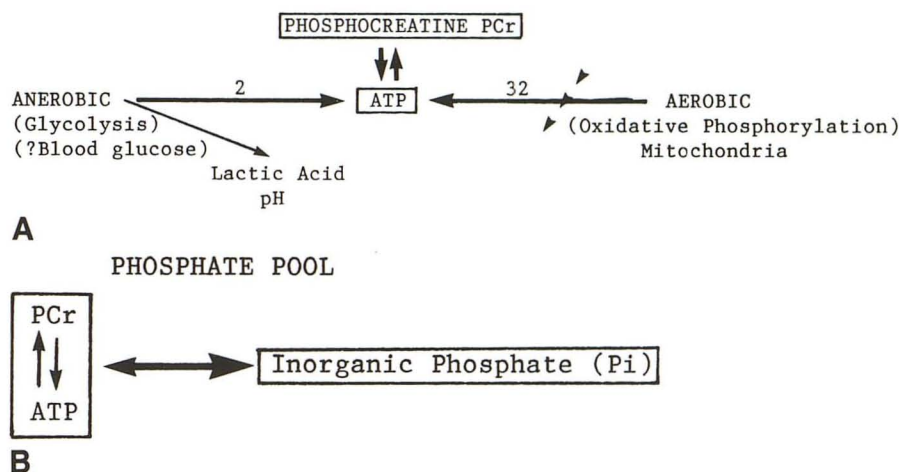 PHOSPHOCREATINE PCr
2
32
ATP
ANEROBIC
AEROBIC
(Glycolysis)
(Oxidative Phosphorylation)
(?Blood glucose)
Mitochondria
Lactic Acid
pH
A
PHOSPHATE POOL
PCr
Inorganic Phosphate (Pi)
ATP
B